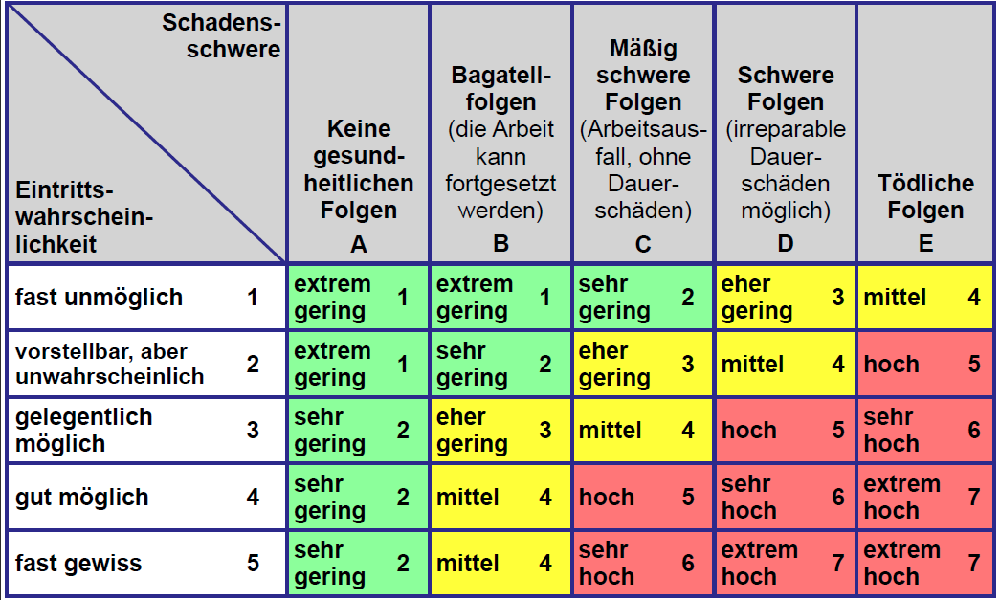 Schadens-
schwere
Eintritts-
wahrschein-
lichkeit
Keine
gesund-
heitlichen
Folgen
A
Bagatell-
folgen
(die Arbeit
kann
fortgesetzt
werden)
B
Mäßig
schwere
Folgen
(Arbeitsaus-
fall, ohne
Dauer-
schäden)
C
Schwere
Folgen
(irreparable
Dauer-
schäden
möglich)
D
Tödliche
Folgen
E
fast unmöglich 1
extrem
gering 1
extrem
gering 1
sehr
gering 2
eher
gering 3
mittel 4
vorstellbar, aber
unwahrscheinlich 2
extrem
gering 1
sehr
gering 2
eher
gering 3
mittel 4
hoch 5
gelegentlich
möglich 3
sehr
gering 2
eher
gering 3
mittel 4
hoch 5
sehr
hoch 6
gut möglich 4
sehr
gering 2
mittel 4
hoch 5
sehr
hoch 6
extrem
hoch 7
fast gewiss 5
sehr
gering 2
mittel 4
sehr
hoch 6
extrem
hoch 7
extrem
hoch 7